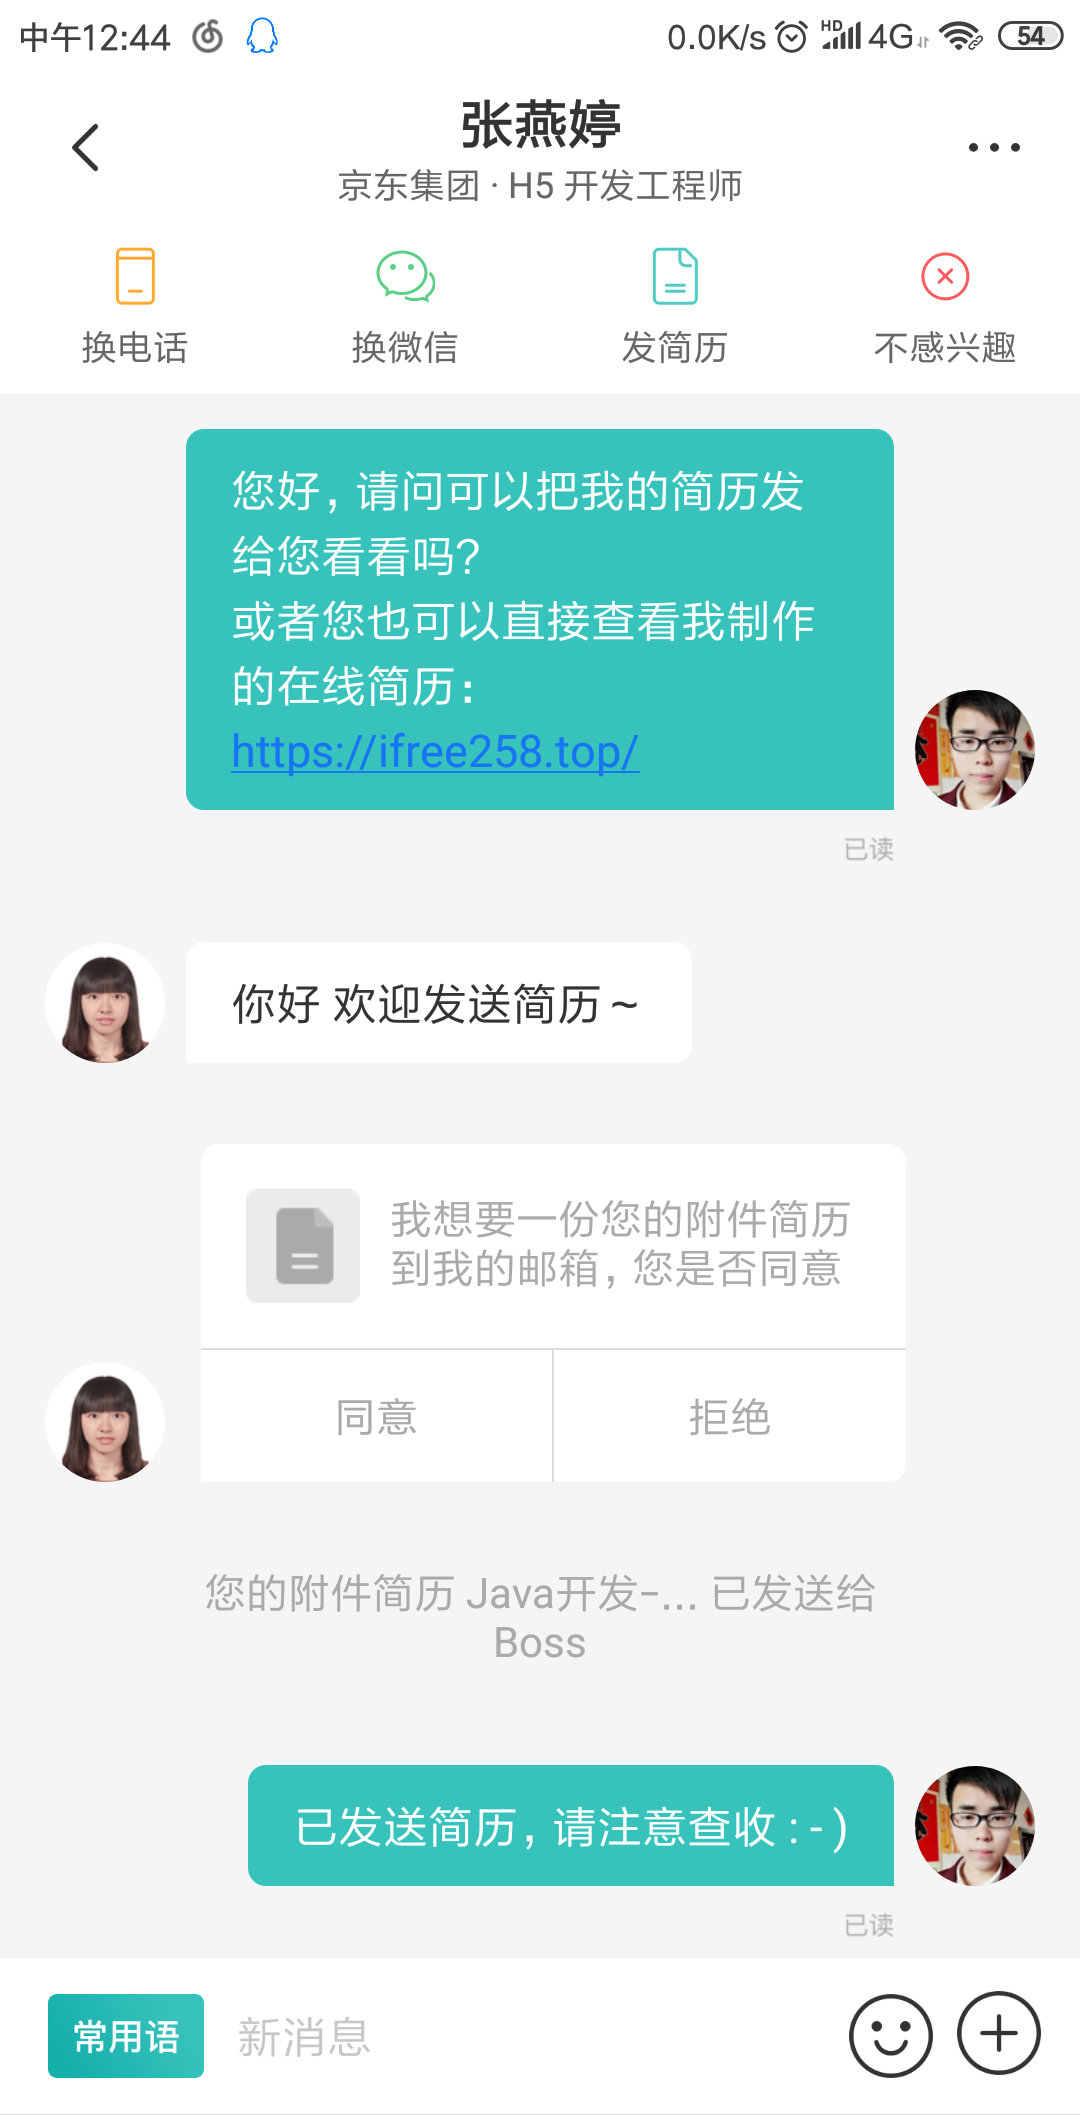 中午12:44
0.0K/s HD 4G 54
张燕婷
京东集团 · H5 开发工程师
换电话 换微信 发简历 不感兴趣
您好，请问可以把我的简历发
给您看看吗？
或者您也可以直接查看我制作
的在线简历：
https://ifree258.top/
已读
你好 欢迎发送简历～
我想要一份您的附件简历
到我的邮箱，您是否同意
同意 拒绝
您的附件简历 Java开发-... 已发送给
Boss
已发送简历，请注意查收 : - )
已读
常用语 新消息